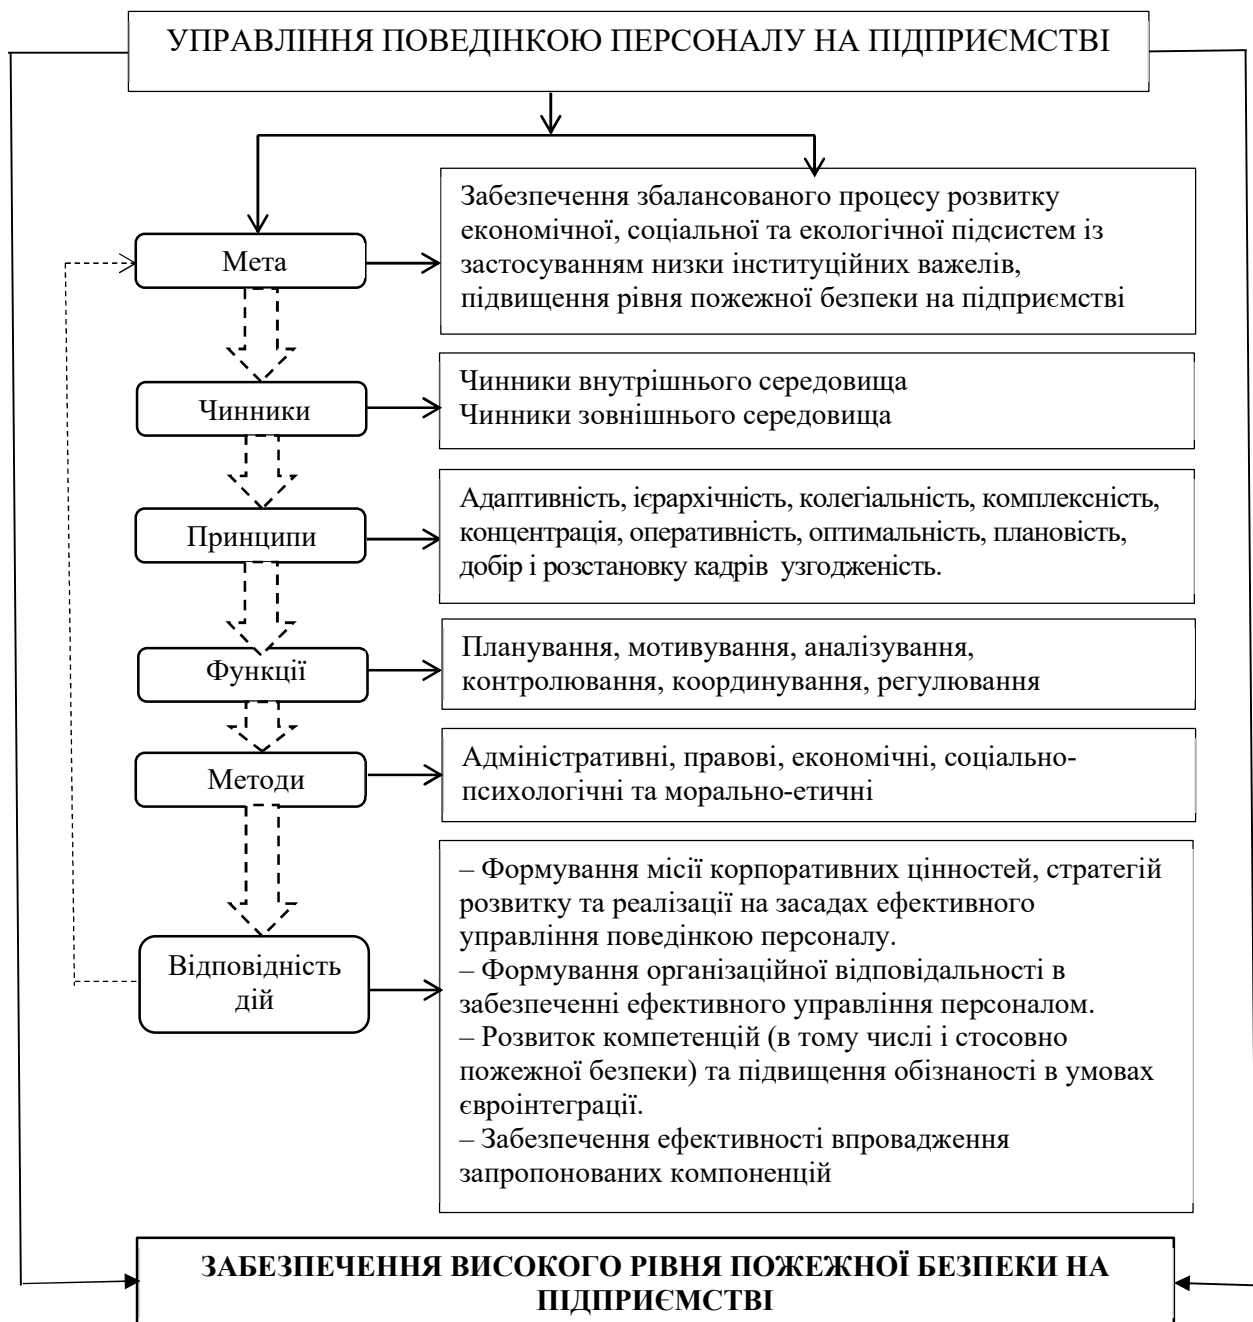 УПРАВЛІННЯ ПОВЕДІНКОЮ ПЕРСОНАЛУ НА ПІДПРИЄМСТВІ
Мета
Забезпечення збалансованого процесу розвитку
економічної, соціальної та екологічної підсистем із
застосуванням низки інституційних важелів,
підвищення рівня пожежної безпеки на підприємстві
Чинники
Чинники внутрішнього середовища
Чинники зовнішнього середовища
Принципи
Адаптивність, ієрархічність, колегіальність, комплексність,
концентрація, оперативність, оптимальність, плановість,
добір і розстановку кадрів узгодженість.
Функції
Планування, мотивування, аналізування,
контролювання, координування, регулювання
Методи
Адміністративні, правові, економічні, соціально-
психологічні та морально-етичні
Відповідність
дій
– Формування місії корпоративних цінностей, стратегій
розвитку та реалізації на засадах ефективного
управління поведінкою персоналу.
– Формування організаційної відповідальності в
забезпеченні ефективного управління персоналом.
– Розвиток компетенцій (в тому числі і стосовно
пожежної безпеки) та підвищення обізнаності в умовах
євроінтеграції.
– Забезпечення ефективності впровадження
запропонованих компоненцій
ЗАБЕЗПЕЧЕННЯ ВИСОКОГО РІВНЯ ПОЖЕЖНОЇ БЕЗПЕКИ НА
ПІДПРИЄМСТВІ